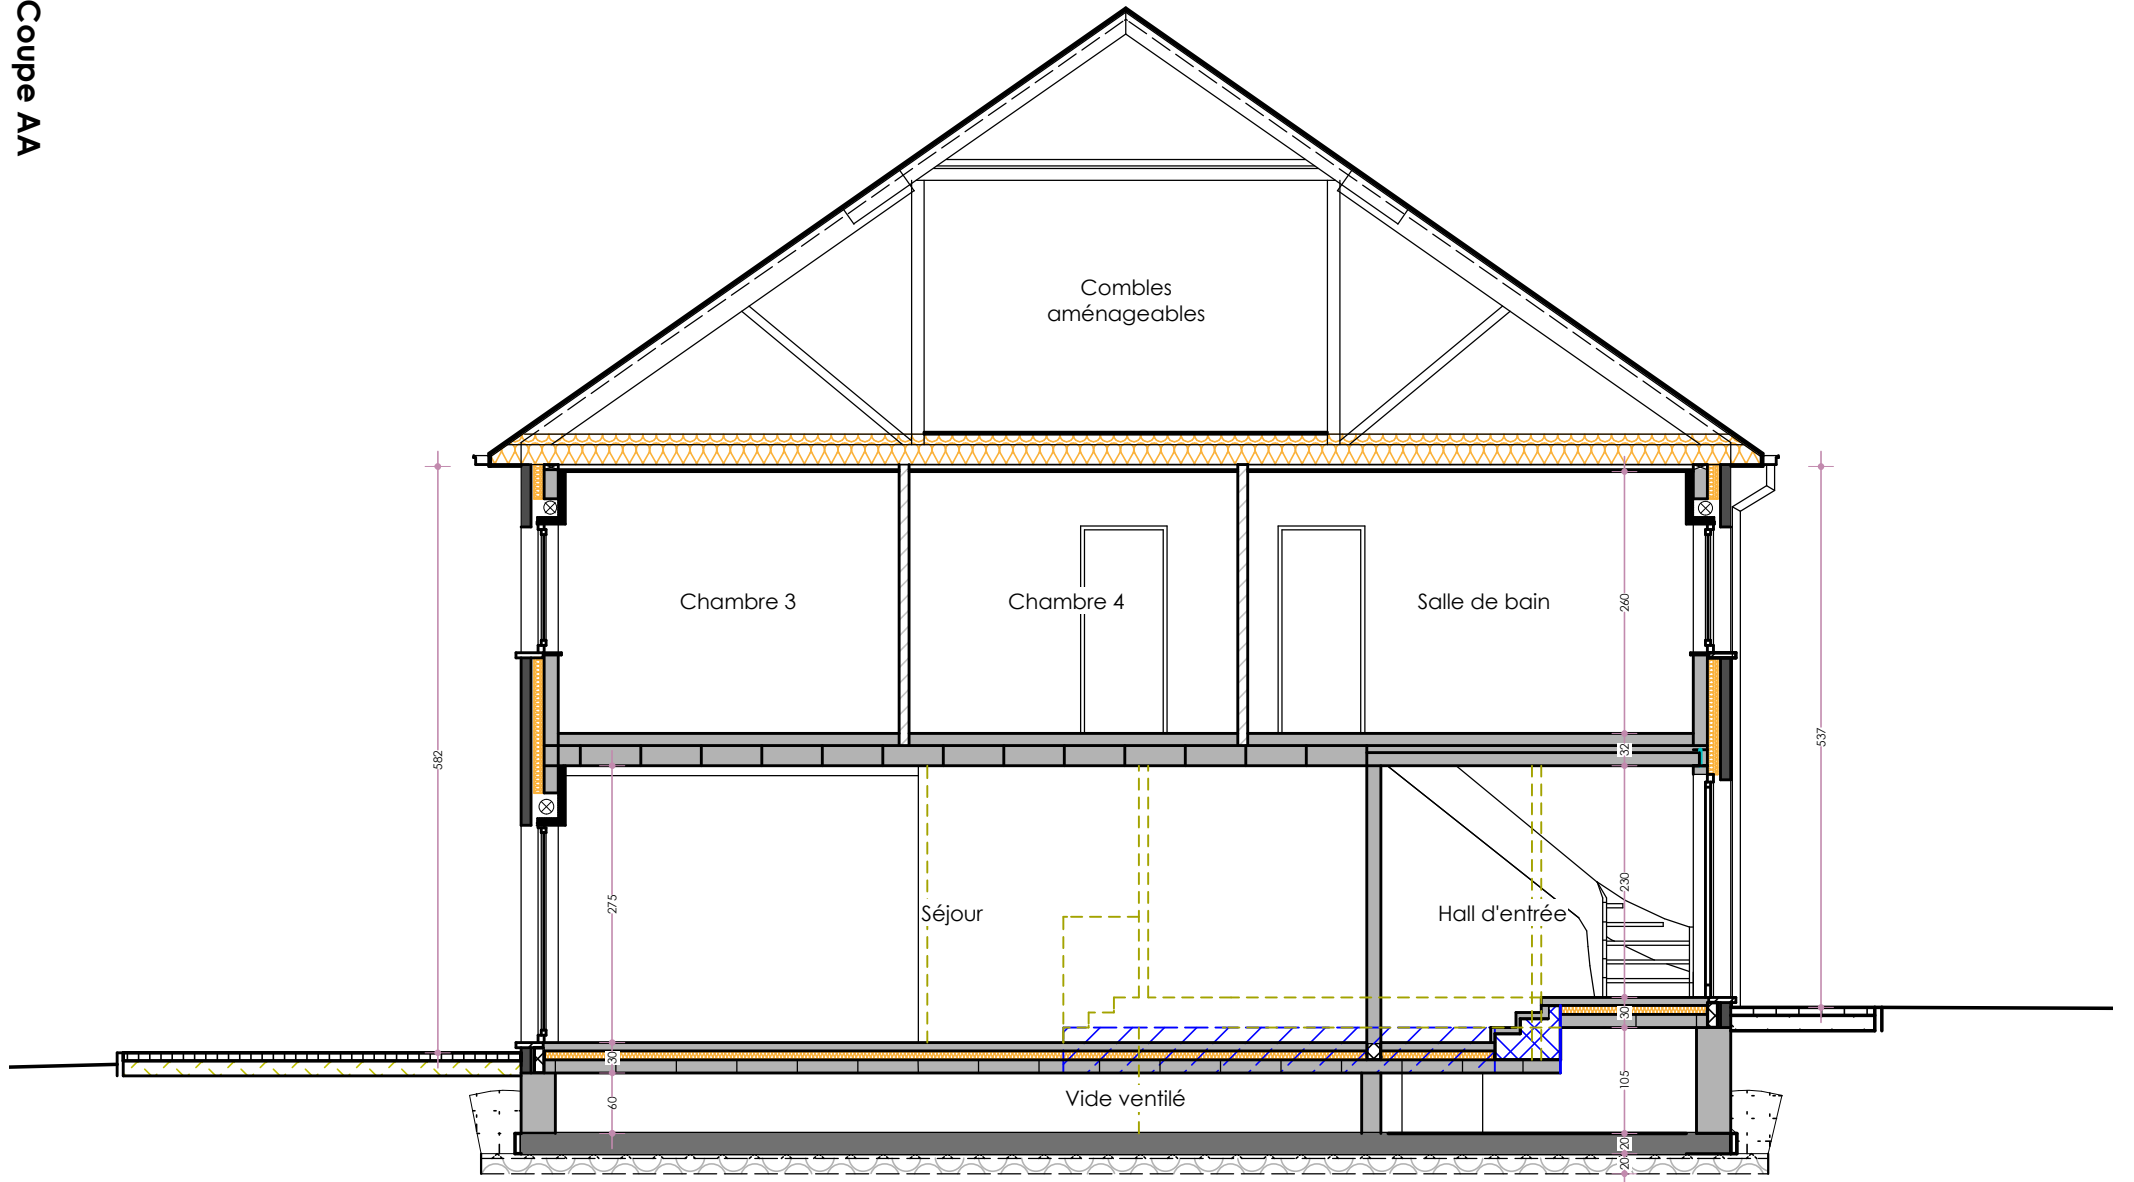 Coupe AA
Combles
aménageables
Chambre 3
Chambre 4
Salle de bain
260
582
537
32
275
230
Séjour
Hall d'entrée
30
30
60
Vide ventilé
105
20
20